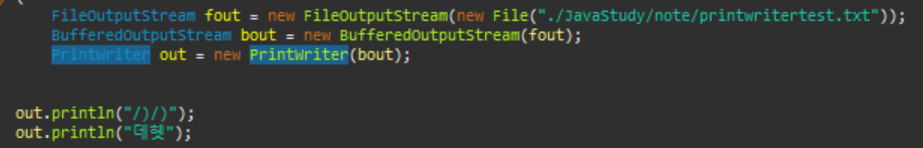 FileOutputStream fout = new FileOutputStream(new File("./JavaStudy/note/printwritertest.txt"));
BufferedOutputStream bout = new BufferedOutputStream(fout);
PrintWriter out = new PrintWriter(bout);
out.println("/)/)");
out.println("데헷");